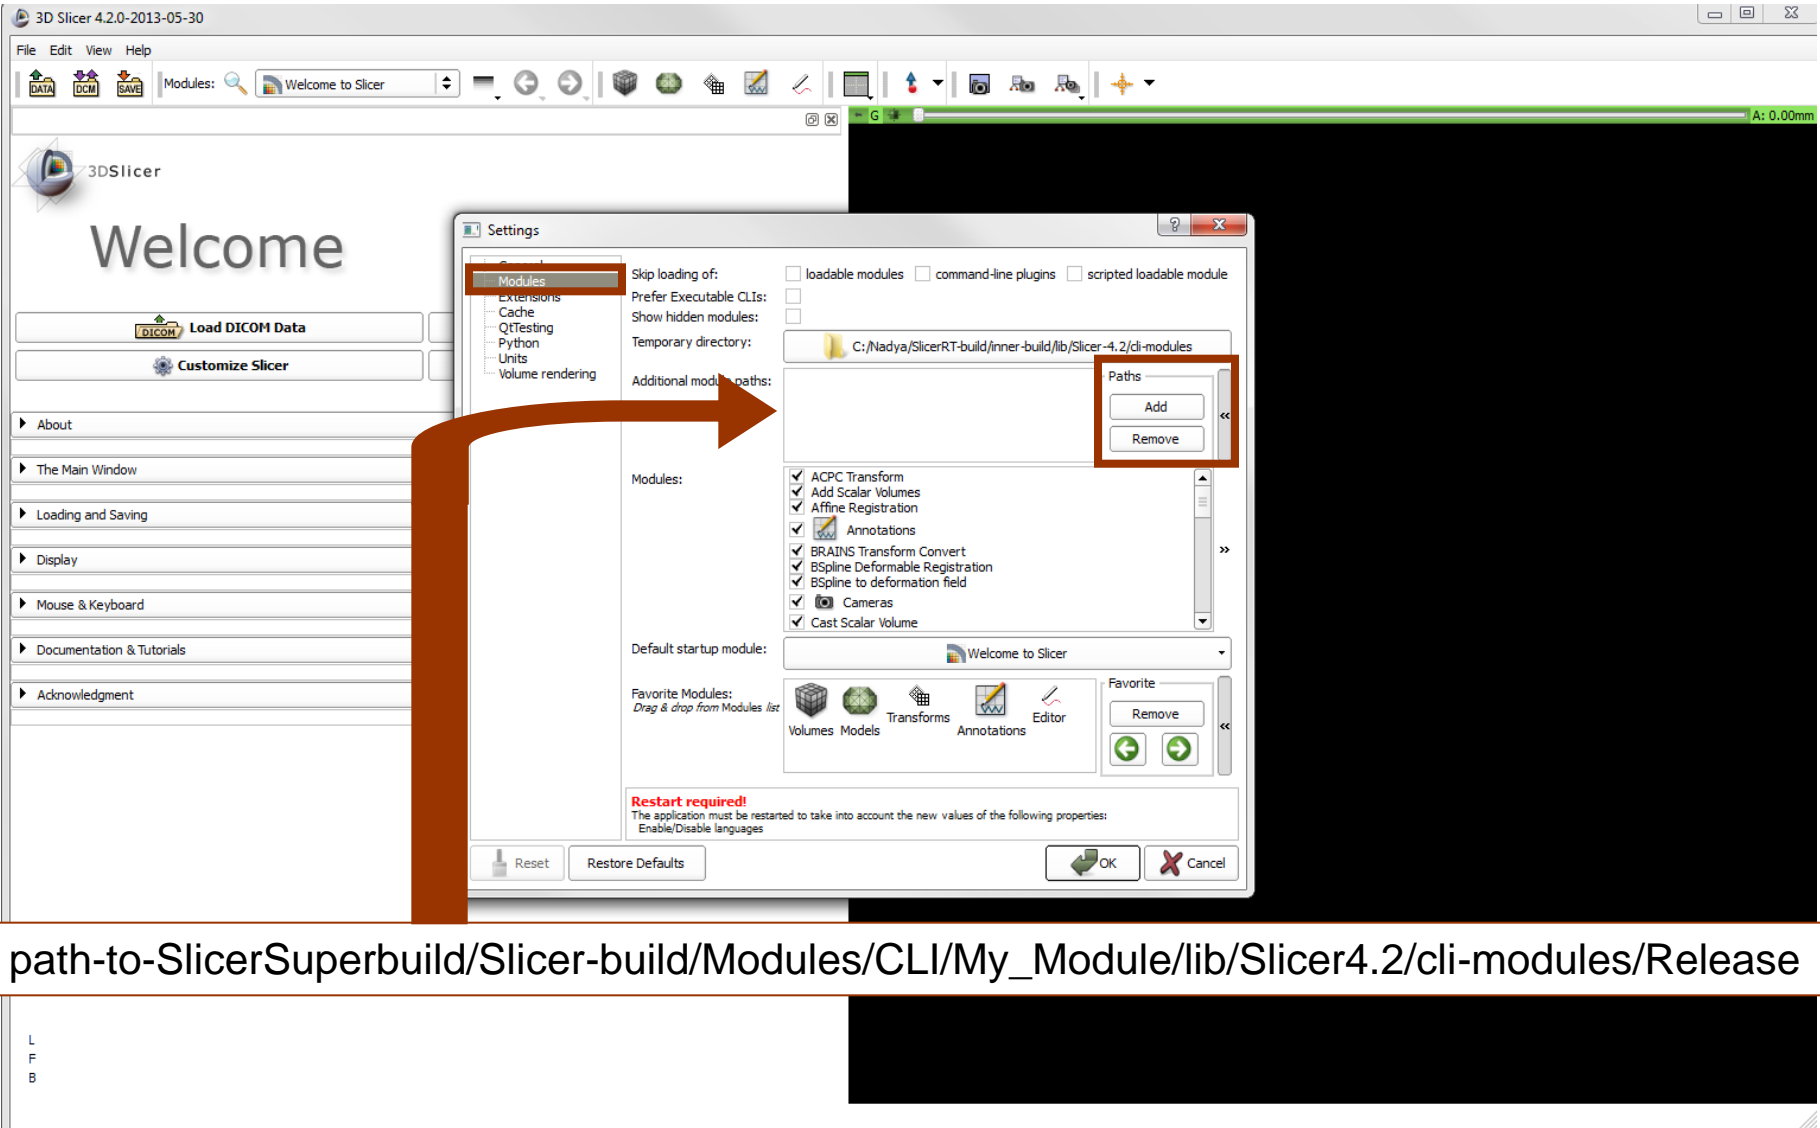 3D Slicer 4.2.0-2013-05-30
File Edit View Help
DATA DCM SAVE Modules: Welcome to Slicer
G A: 0.00mm
3DSlicer
Welcome
Load DICOM Data
Customize Slicer
About
The Main Window
Loading and Saving
Display
Mouse & Keyboard
Documentation & Tutorials
Acknowledgment
Settings
General
Modules
Extensions
Cache
QtTesting
Python
Units
Volume rendering
Skip loading of: loadable modules command-line plugins scripted loadable module
Prefer Executable CLIs:
Show hidden modules:
Temporary directory: C:/Nadya/SlicerRT-build/inner-build/lib/Slicer-4.2/cli-modules
Additional module paths:
Paths
Add
Remove
Modules:
ACPC Transform
Add Scalar Volumes
Affine Registration
Annotations
BRAINS Transform Convert
BSpline Deformable Registration
BSpline to deformation field
Cameras
Cast Scalar Volume
Default startup module: Welcome to Slicer
Favorite Modules:
Drag & drop from Modules list
Volumes Models Transforms Annotations Editor
Favorite
Remove
Restart required!
The application must be restarted to take into account the new values of the following properties:
Enable/Disable languages
Reset Restore Defaults OK Cancel
path-to-SlicerSuperbuild/Slicer-build/Modules/CLI/My_Module/lib/Slicer4.2/cli-modules/Release
L
F
B